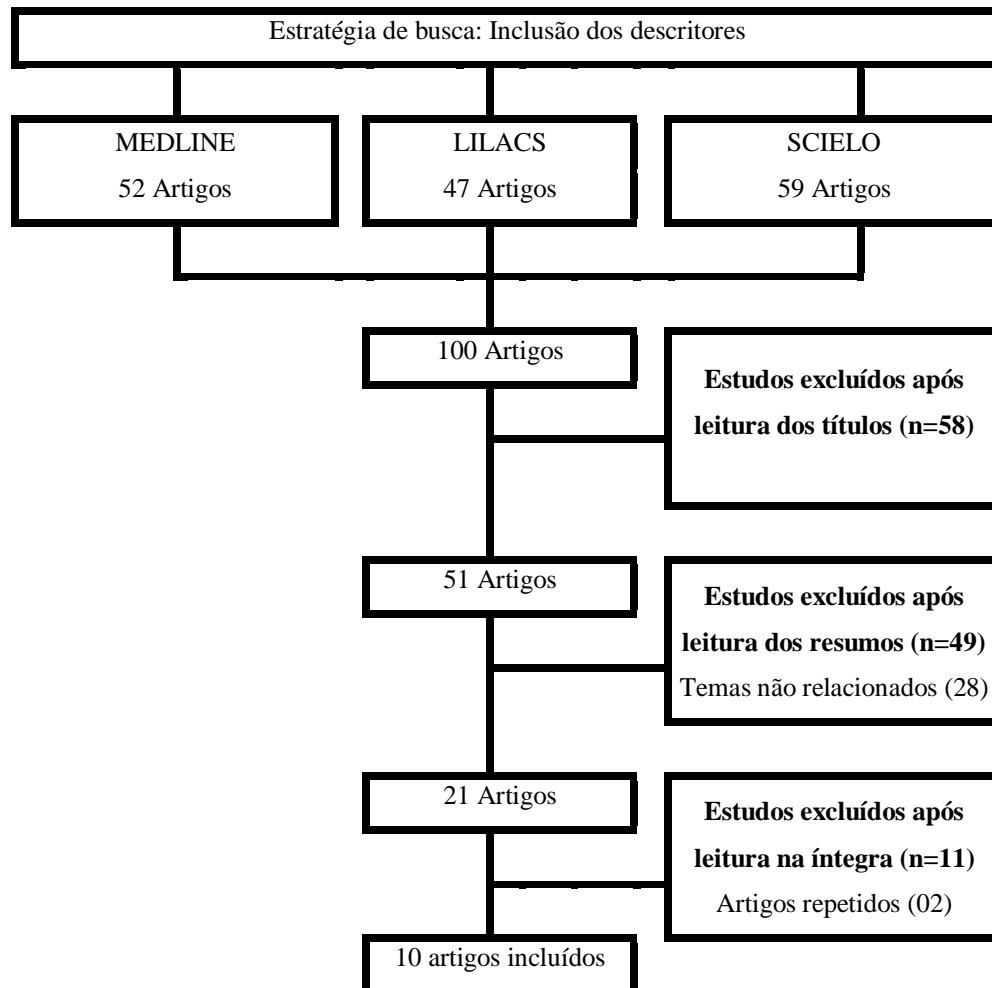 Estratégia de busca: Inclusão dos descritores
MEDLINE
52 Artigos
LILACS
47 Artigos
SCIELO
59 Artigos
100 Artigos
Estudos excluídos após
leitura dos títulos (n=58)
51 Artigos
Estudos excluídos após
leitura dos resumos (n=49)
Temas não relacionados (28)
21 Artigos
Estudos excluídos após
leitura na íntegra (n=11)
Artigos repetidos (02)
10 artigos incluídos